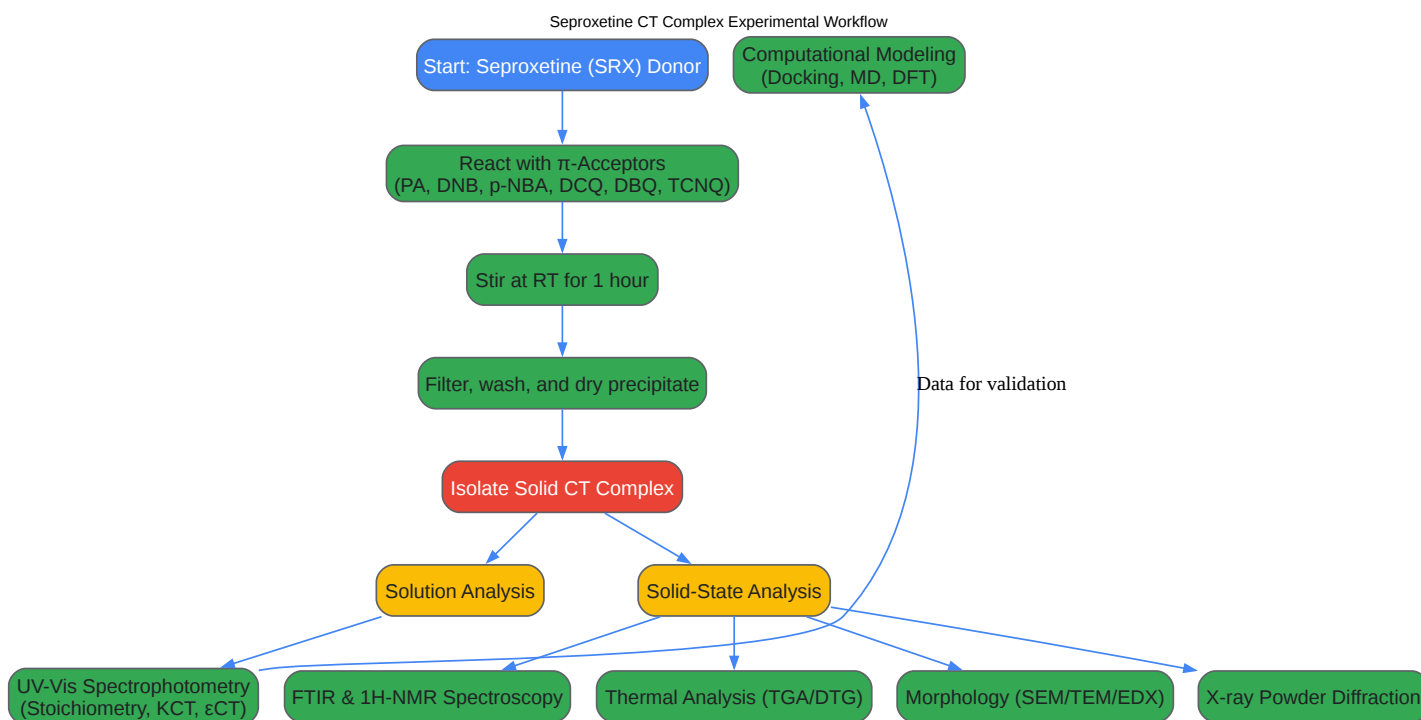 Seproxetine CT Complex Experimental Workflow
Start: Seproxetine (SRX) Donor
Computational Modeling
(Docking, MD, DFT)
React with π-Acceptors
(PA, DNB, p-NBA, DCQ, DBQ, TCNQ)
Stir at RT for 1 hour
Filter, wash, and dry precipitate
Data for validation
Isolate Solid CT Complex
Solution Analysis
Solid-State Analysis
UV-Vis Spectrophotometry
(Stoichiometry, KCT, εCT)
FTIR & 1H-NMR Spectroscopy
Thermal Analysis (TGA/DTG)
Morphology (SEM/TEM/EDX)
X-ray Powder Diffraction